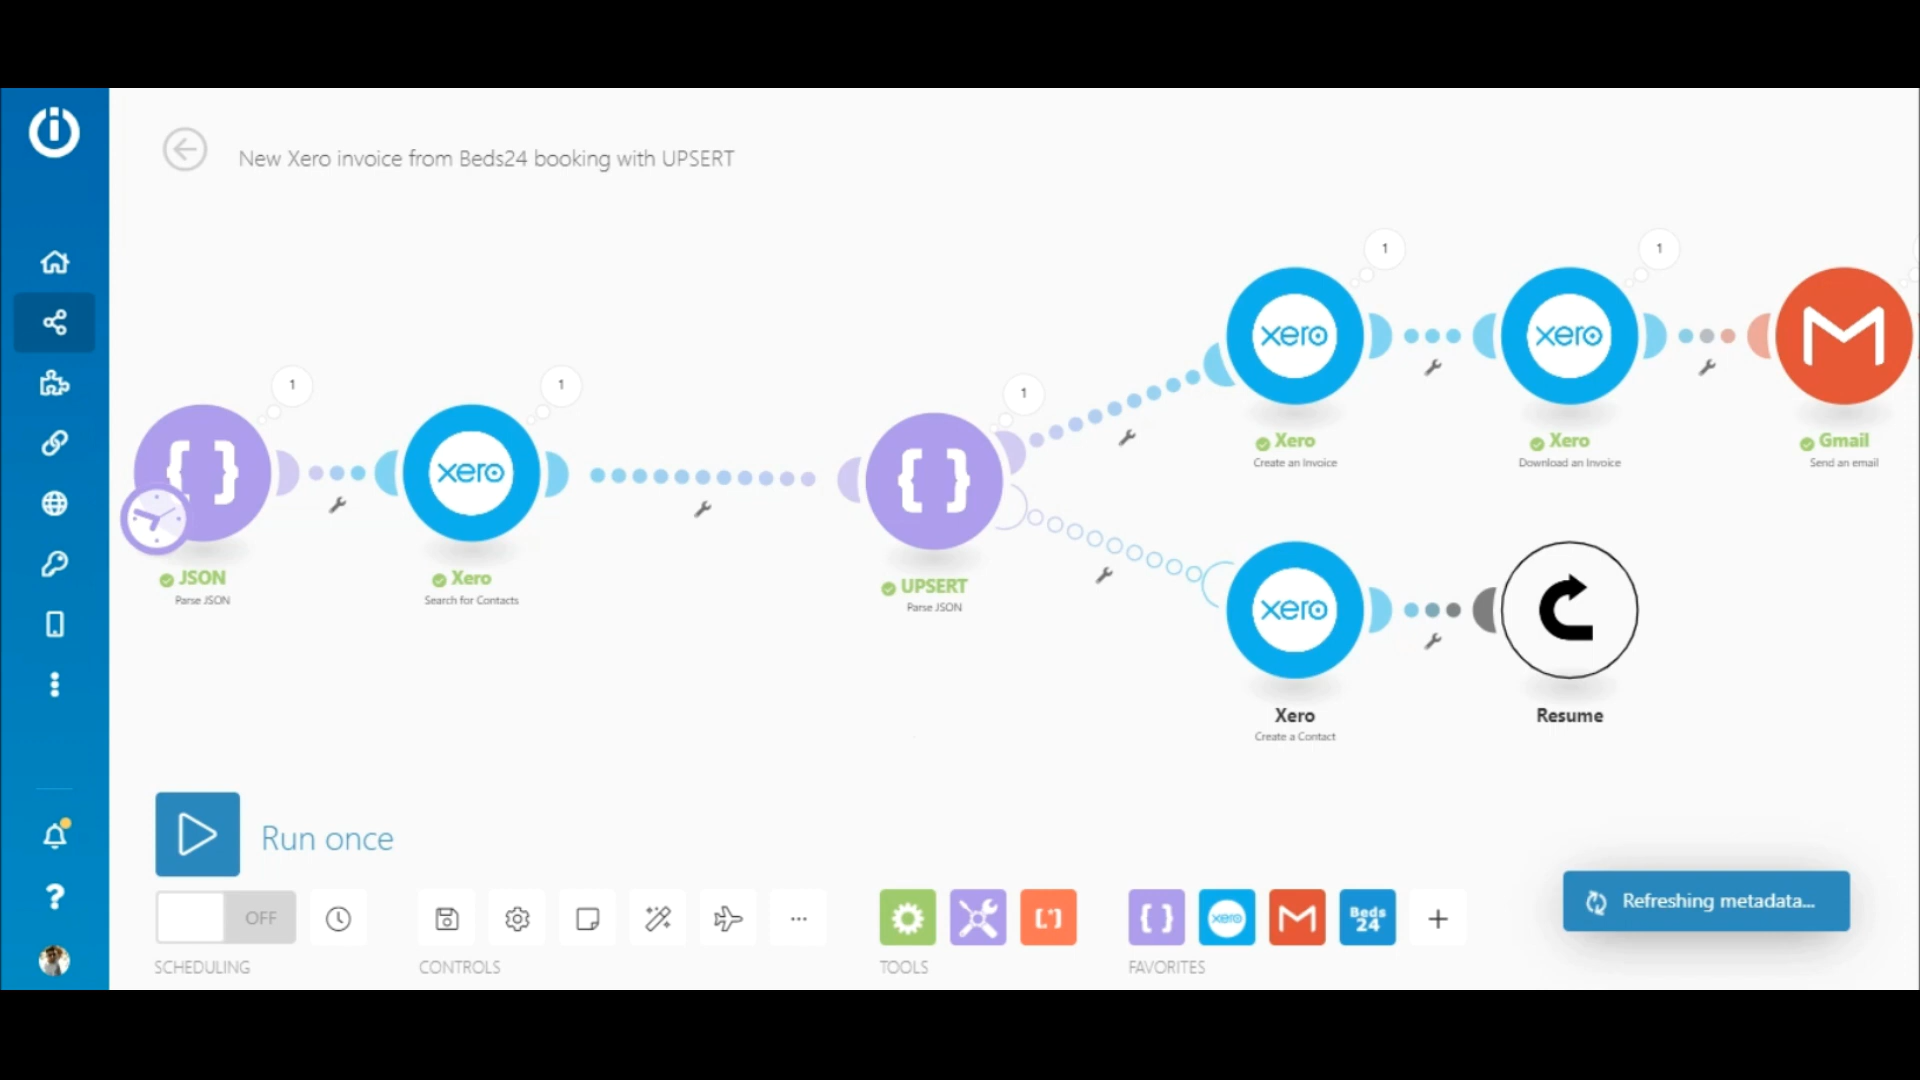 New Xero invoice from Beds24 booking with UPSERT
1
1
xero
xero
Xero
Create an Invoice
Xero
Download an Invoice
Gmail
Send an email
1
1
1
{ }
xero
{ }
JSON
Parse JSON
Xero
Search for Contacts
UPSERT
Parse JSON
xero
Xero
Create a Contact
Resume
Run once
Refreshing metadata...
OFF
...
[*]
{ }
xero
Beds
24
+
?
SCHEDULING
CONTROLS
TOOLS
FAVORITES